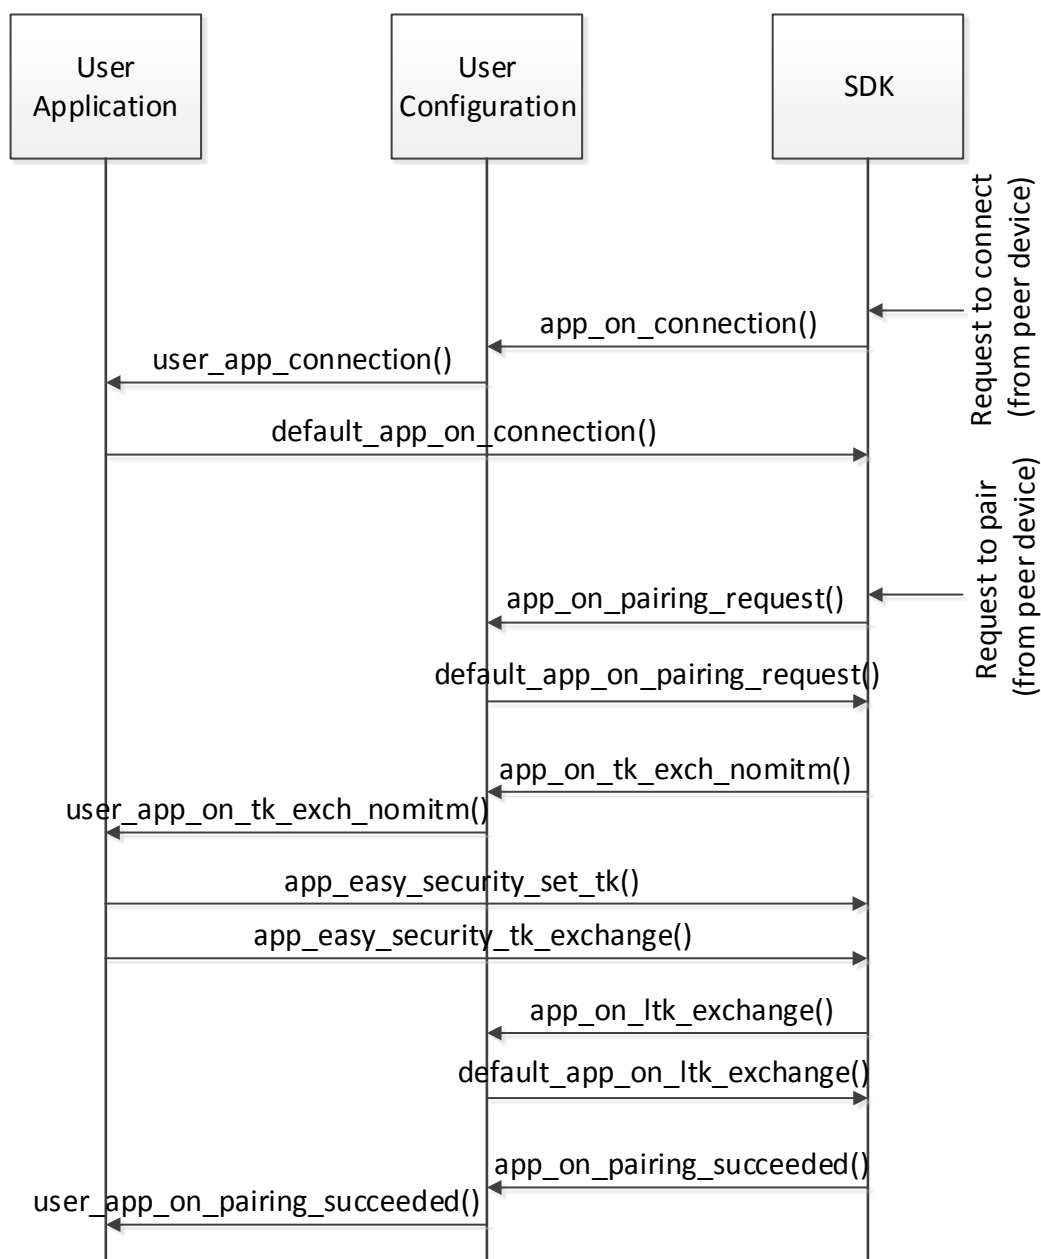 User
Application
User
Configuration
SDK
Request to connect
(from peer device)
app_on_connection()
user_app_connection()
default_app_on_connection()
Request to pair
(from peer device)
app_on_pairing_request()
default_app_on_pairing_request()
app_on_tk_exch_nomitm()
user_app_on_tk_exch_nomitm()
app_easy_security_set_tk()
app_easy_security_tk_exchange()
app_on_ltk_exchange()
default_app_on_ltk_exchange()
app_on_pairing_succeeded()
user_app_on_pairing_succeeded()